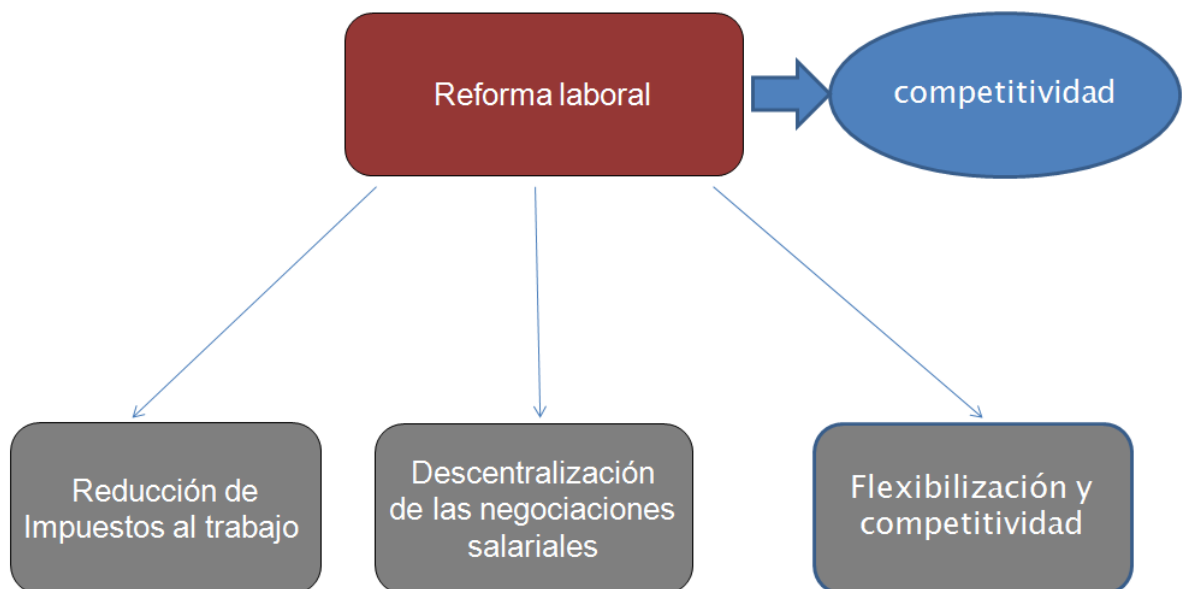 Reforma laboral
competitividad
Reducción de
Impuestos al trabajo
Descentralización
de las negociaciones
salariales
Flexibilización y
competitividad